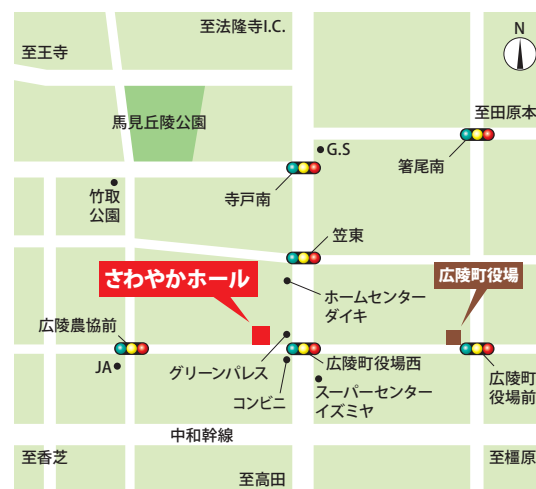 至法隆寺I.C.
N
至王寺
至田原本
馬見丘陵公園
G.S
箸尾南
竹取
公園
寺戸南
笠東
さわやかホール
広陵町役場
ホームセンター
ダイキ
広陵農協前
JA
グリーンパレス
広陵町役場西
コンビニ
スーパーセンター
イズミヤ
広陵町
役場前
中和幹線
至香芝
至高田
至橿原